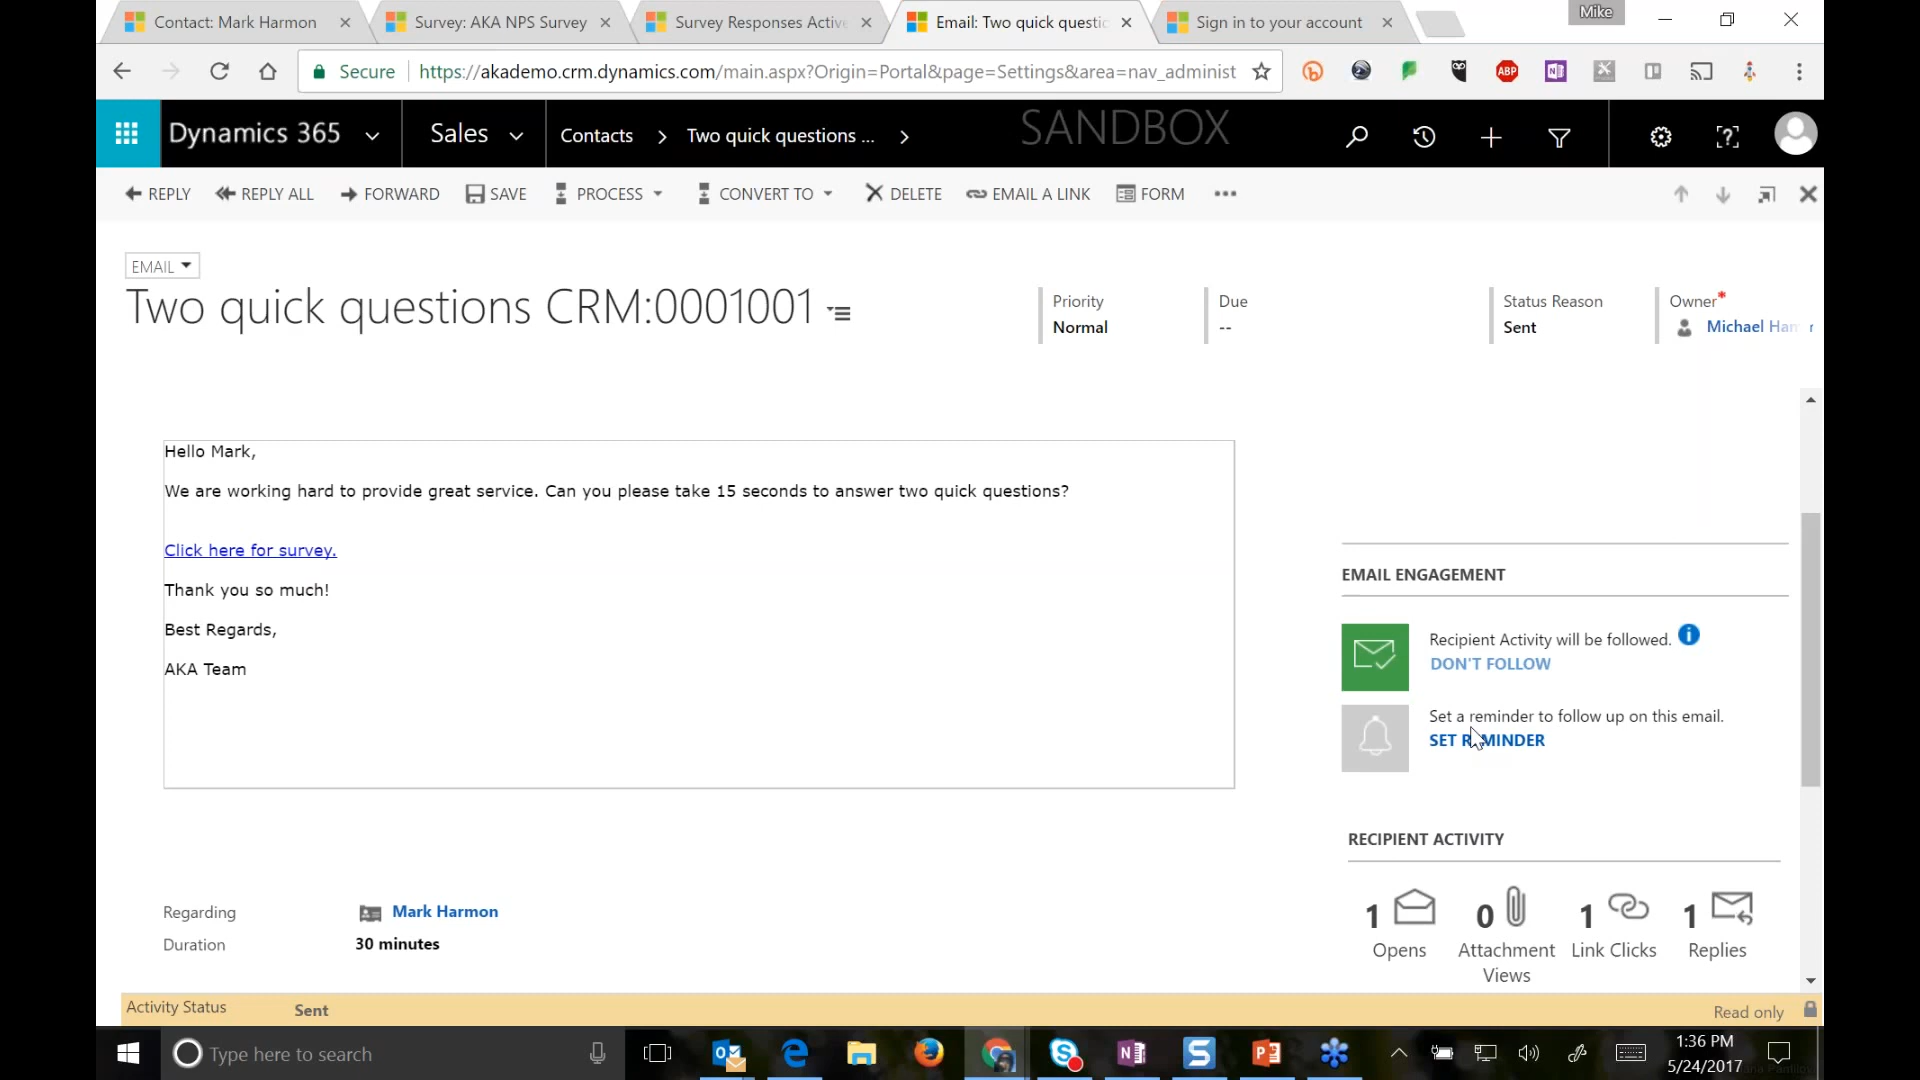 Contact: Mark Harmon
Survey: AKA NPS Survey
Survey Responses Active
Email: Two quick questio
Sign in to your account
Mike
Secure
https://akademo.crm.dynamics.com/main.aspx?Origin=Portal&page=Settings&area=nav_administ
ABP
Dynamics 365
Sales
Contacts
Two quick questions ...
SANDBOX
REPLY
REPLY ALL
FORWARD
SAVE
PROCESS
CONVERT TO
DELETE
EMAIL A LINK
FORM
EMAIL
Two quick questions CRM:0001001
Priority
Normal
Due
--
Status Reason
Sent
Owner*
Michael
Hello Mark,
We are working hard to provide great service. Can you please take 15 seconds to answer two quick questions?
Click here for survey.
Thank you so much!
Best Regards,
AKA Team
EMAIL ENGAGEMENT
Recipient Activity will be followed.
DON'T FOLLOW
Set a reminder to follow up on this email.
SET REMINDER
RECIPIENT ACTIVITY
1 Opens
0 Attachment Views
1 Link Clicks
1 Replies
Regarding
Mark Harmon
Duration
30 minutes
Activity Status
Sent
Read only
Type here to search
1:36 PM
5/24/2017